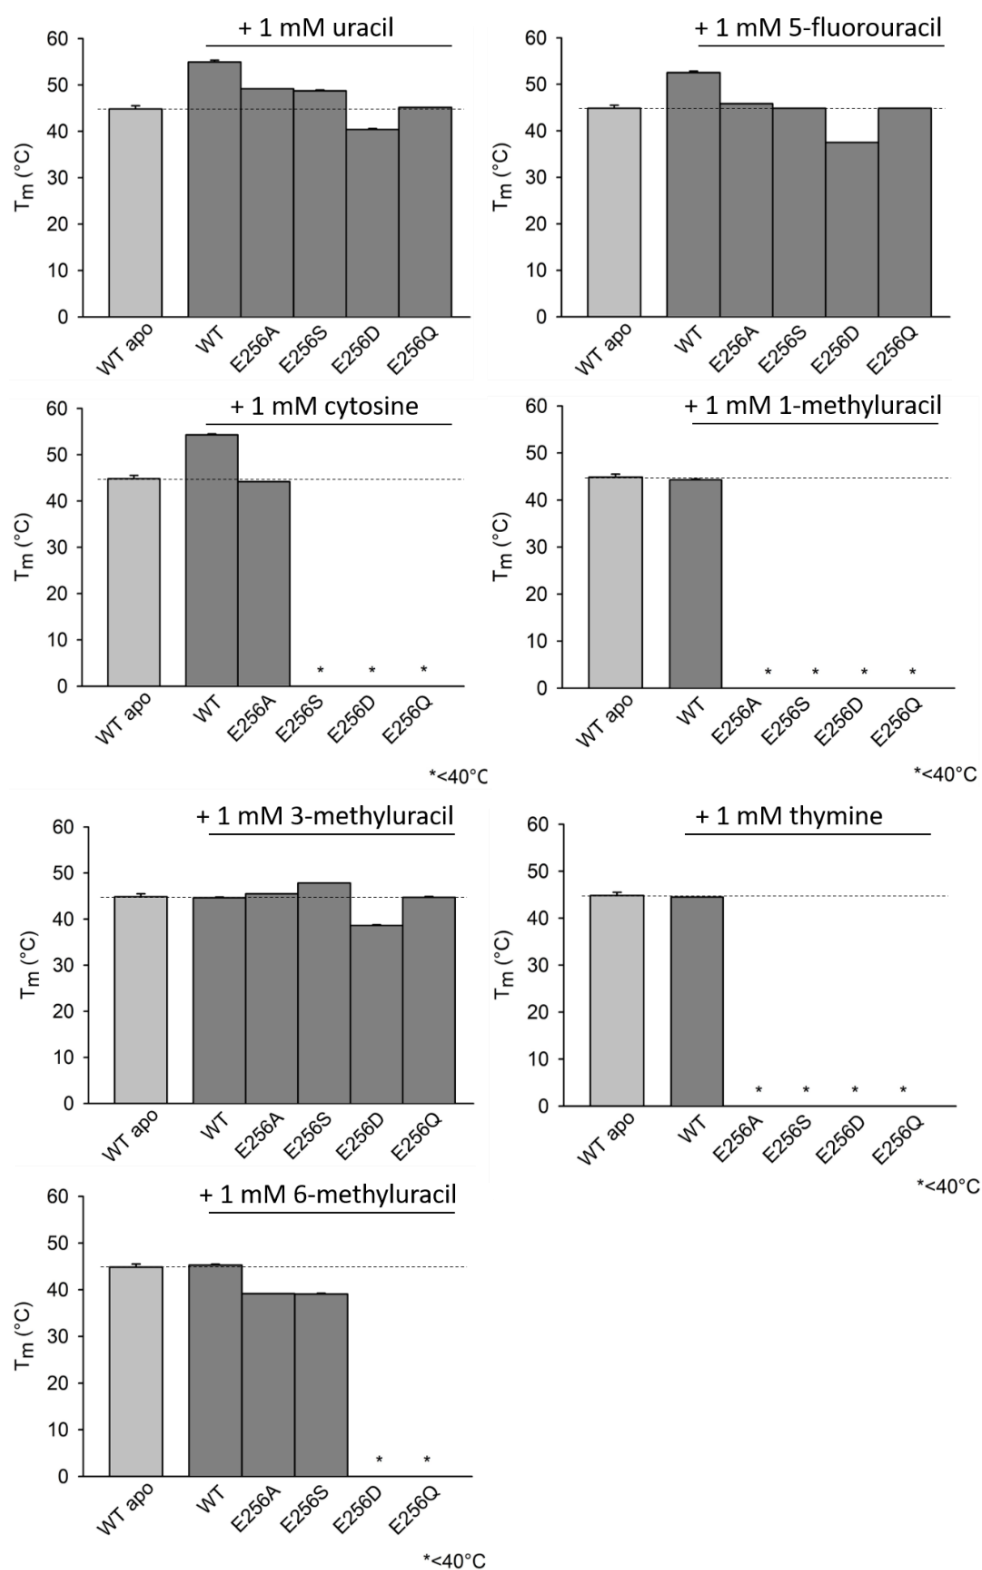 + 1 mM uracil
60
50
40
30
20
10
0
Tm (°C)
WT apo
WT
E256A
E256S
E256D
E256Q
+ 1 mM 5-fluorouracil
60
50
40
30
20
10
0
Tm (°C)
WT apo
WT
E256A
E256S
E256D
E256Q
+ 1 mM cytosine
60
50
40
30
20
10
0
Tm (°C)
* * *
WT apo
WT
E256A
E256S
E256D
E256Q
*<40°C
+ 1 mM 1-methyluracil
60
50
40
30
20
10
0
Tm (°C)
* * * *
WT apo
WT
E256A
E256S
E256D
E256Q
*<40°C
+ 1 mM 3-methyluracil
60
50
40
30
20
10
0
Tm (°C)
WT apo
WT
E256A
E256S
E256D
E256Q
+ 1 mM thymine
60
50
40
30
20
10
0
Tm (°C)
* * * *
WT apo
WT
E256A
E256S
E256D
E256Q
*<40°C
+ 1 mM 6-methyluracil
60
50
40
30
20
10
0
Tm (°C)
* *
WT apo
WT
E256A
E256S
E256D
E256Q
*<40°C